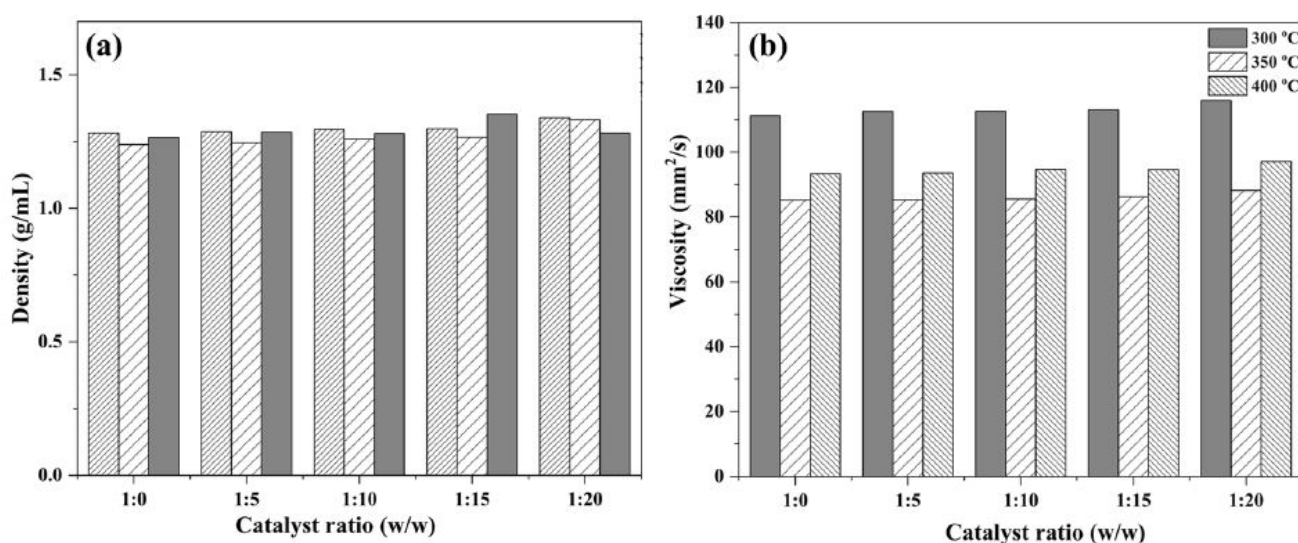 (a)
1.5
1.0
0.5
0.0
Density (g/mL)
1:0 1:5 1:10 1:15 1:20
Catalyst ratio (w/w)
(b)
300 °C
350 °C
400 °C
140
120
100
80
60
40
20
0
Viscosity (mm²/s)
1:0 1:5 1:10 1:15 1:20
Catalyst ratio (w/w)